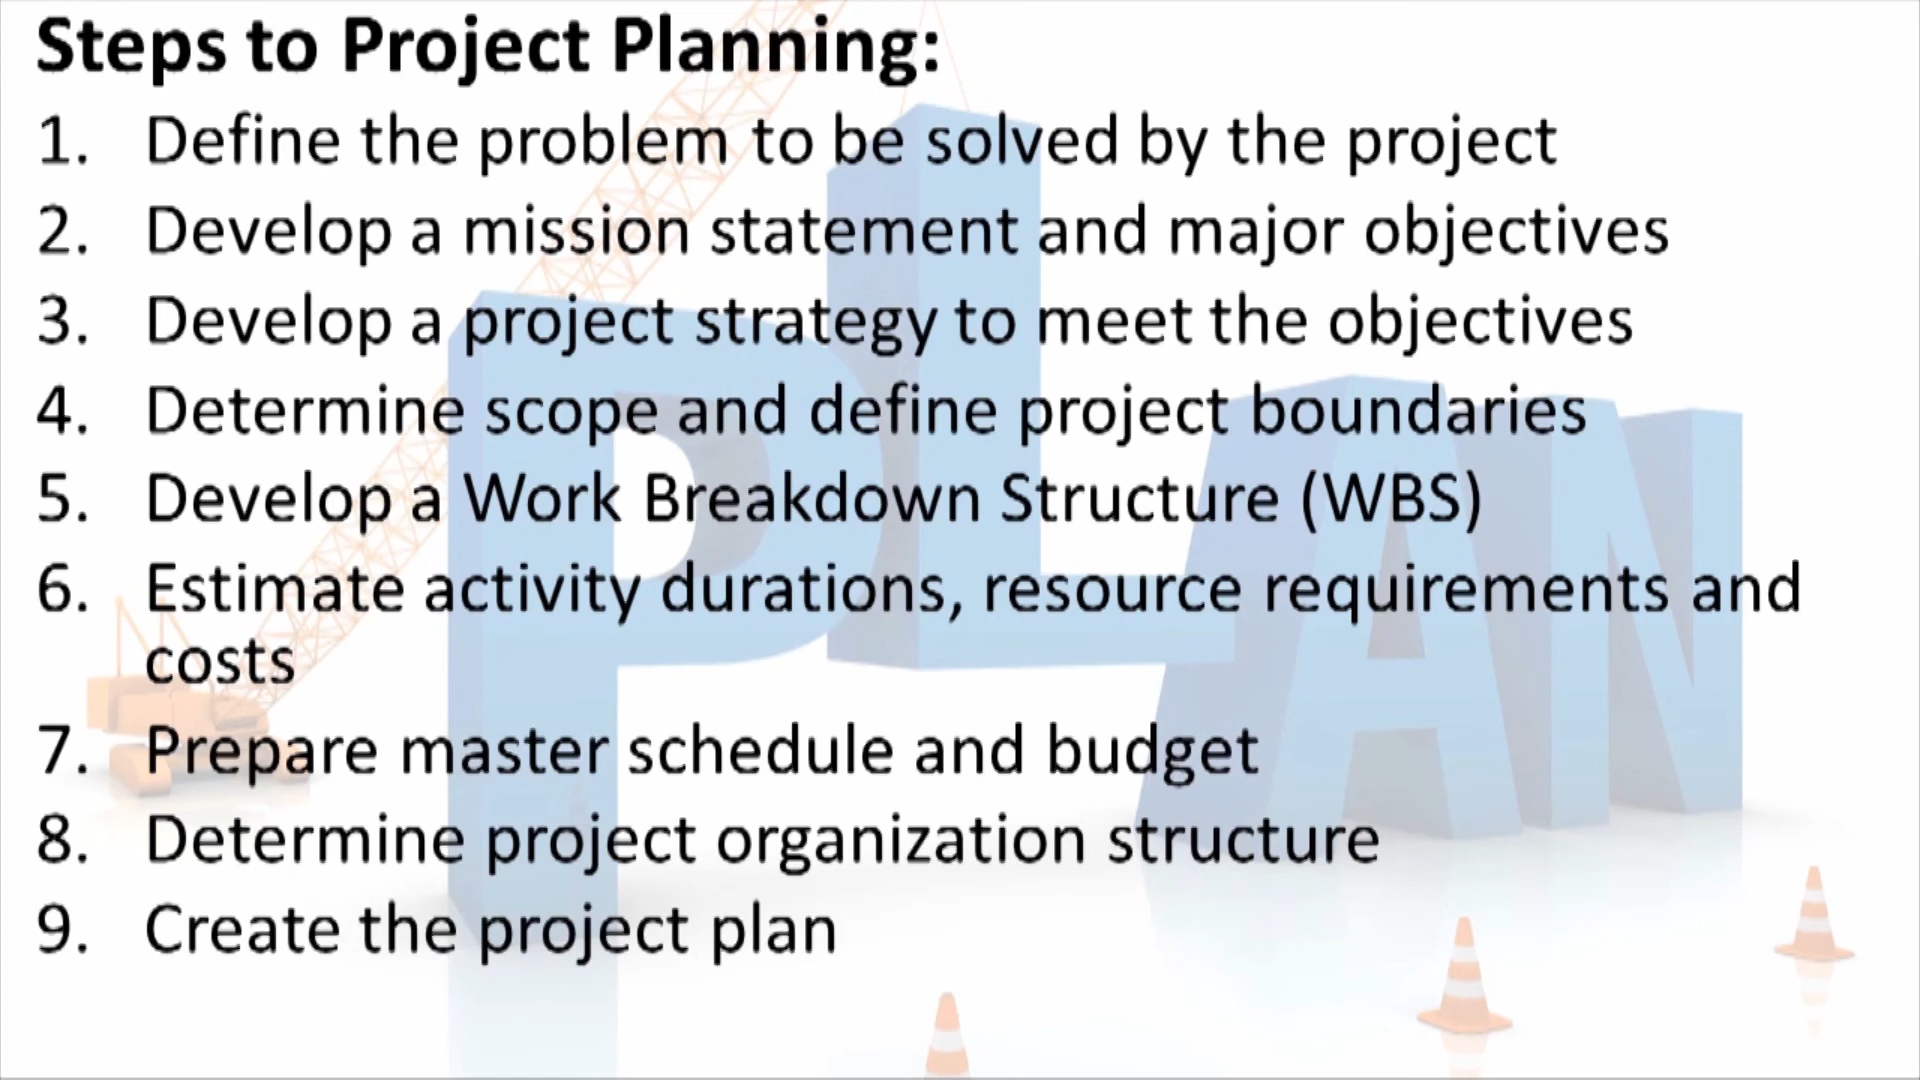 Steps to Project Planning:
1. Define the problem to be solved by the project
2. Develop a mission statement and major objectives
3. Develop a project strategy to meet the objectives
4. Determine scope and define project boundaries
5. Develop a Work Breakdown Structure (WBS)
6. Estimate activity durations, resource requirements and
costs
7. Prepare master schedule and budget
8. Determine project organization structure
9. Create the project plan
PLAN